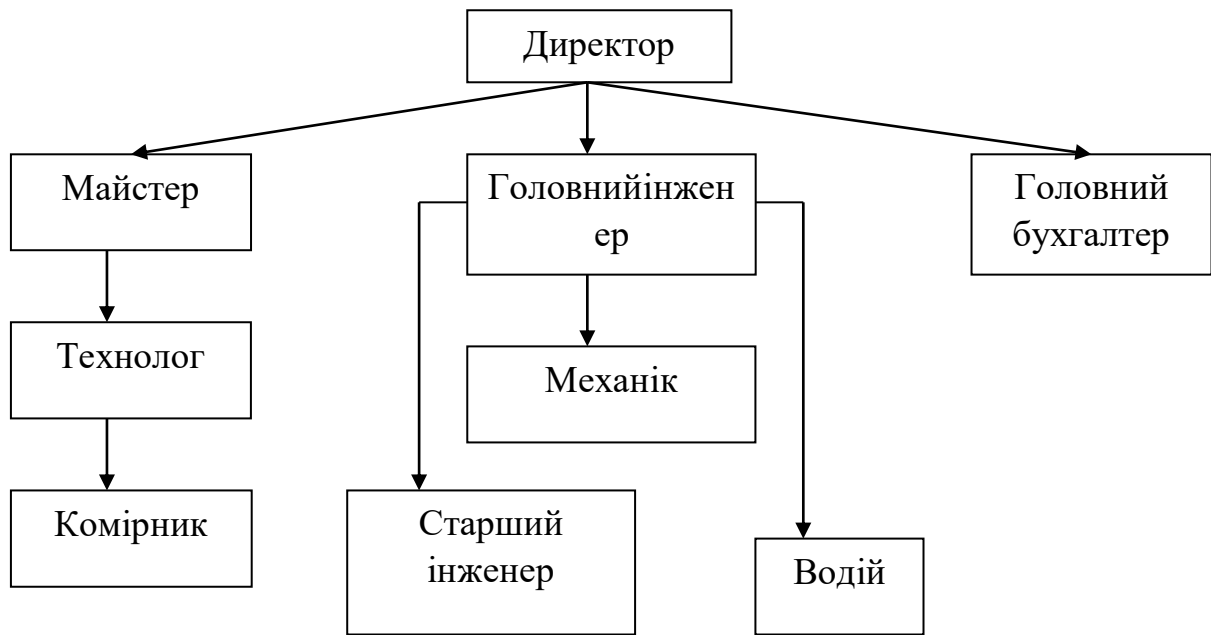 Директор
Майстер
Головнийінжен
ер
Головний
бухгалтер
Технолог
Механік
Комірник
Старший
інженер
Водій